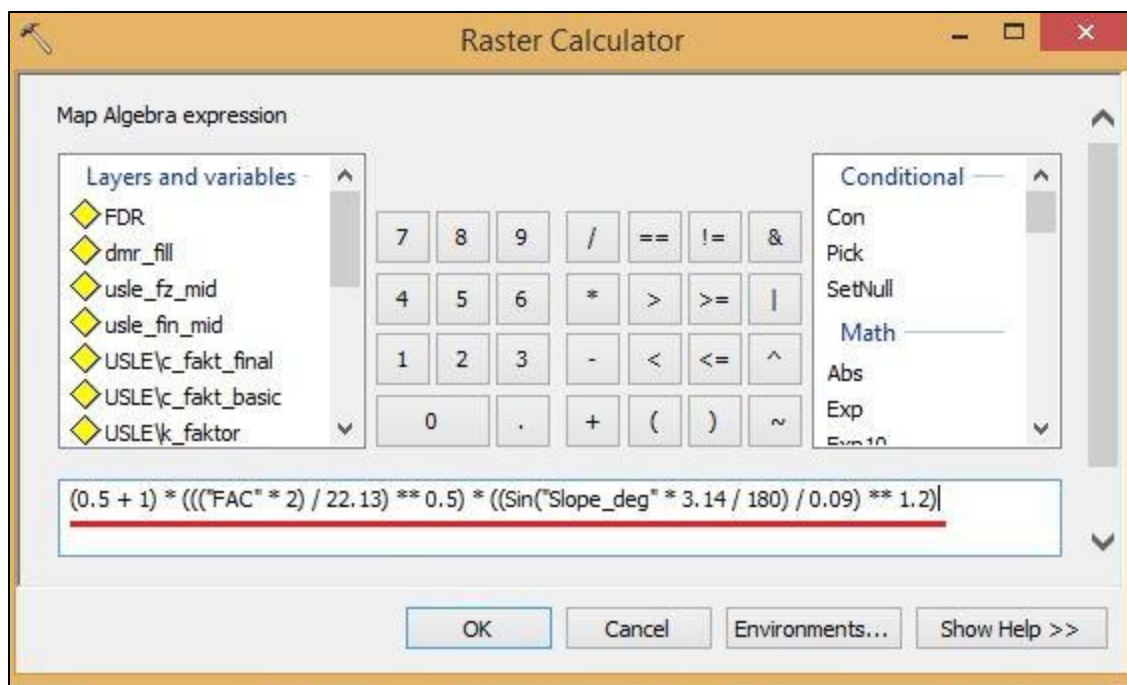 Raster Calculator
Map Algebra expression
Layers and variables
FDR
dmr_fill
usle_fz_mid
usle_fin_mid
USLE\c_fakt_final
USLE\c_fakt_basic
USLE\k_faktor
7 8 9 / == != &
4 5 6 * > >= |
1 2 3 - < <= ^
0 . + ( ) ~
Conditional
Con
Pick
SetNull
Math
Abs
Exp
Exp10
(0.5 + 1) * ((("FAC" * 2) / 22.13) ** 0.5) * ((Sin("Slope_deg" * 3.14 / 180) / 0.09) ** 1.2)
OK Cancel Environments... Show Help >>